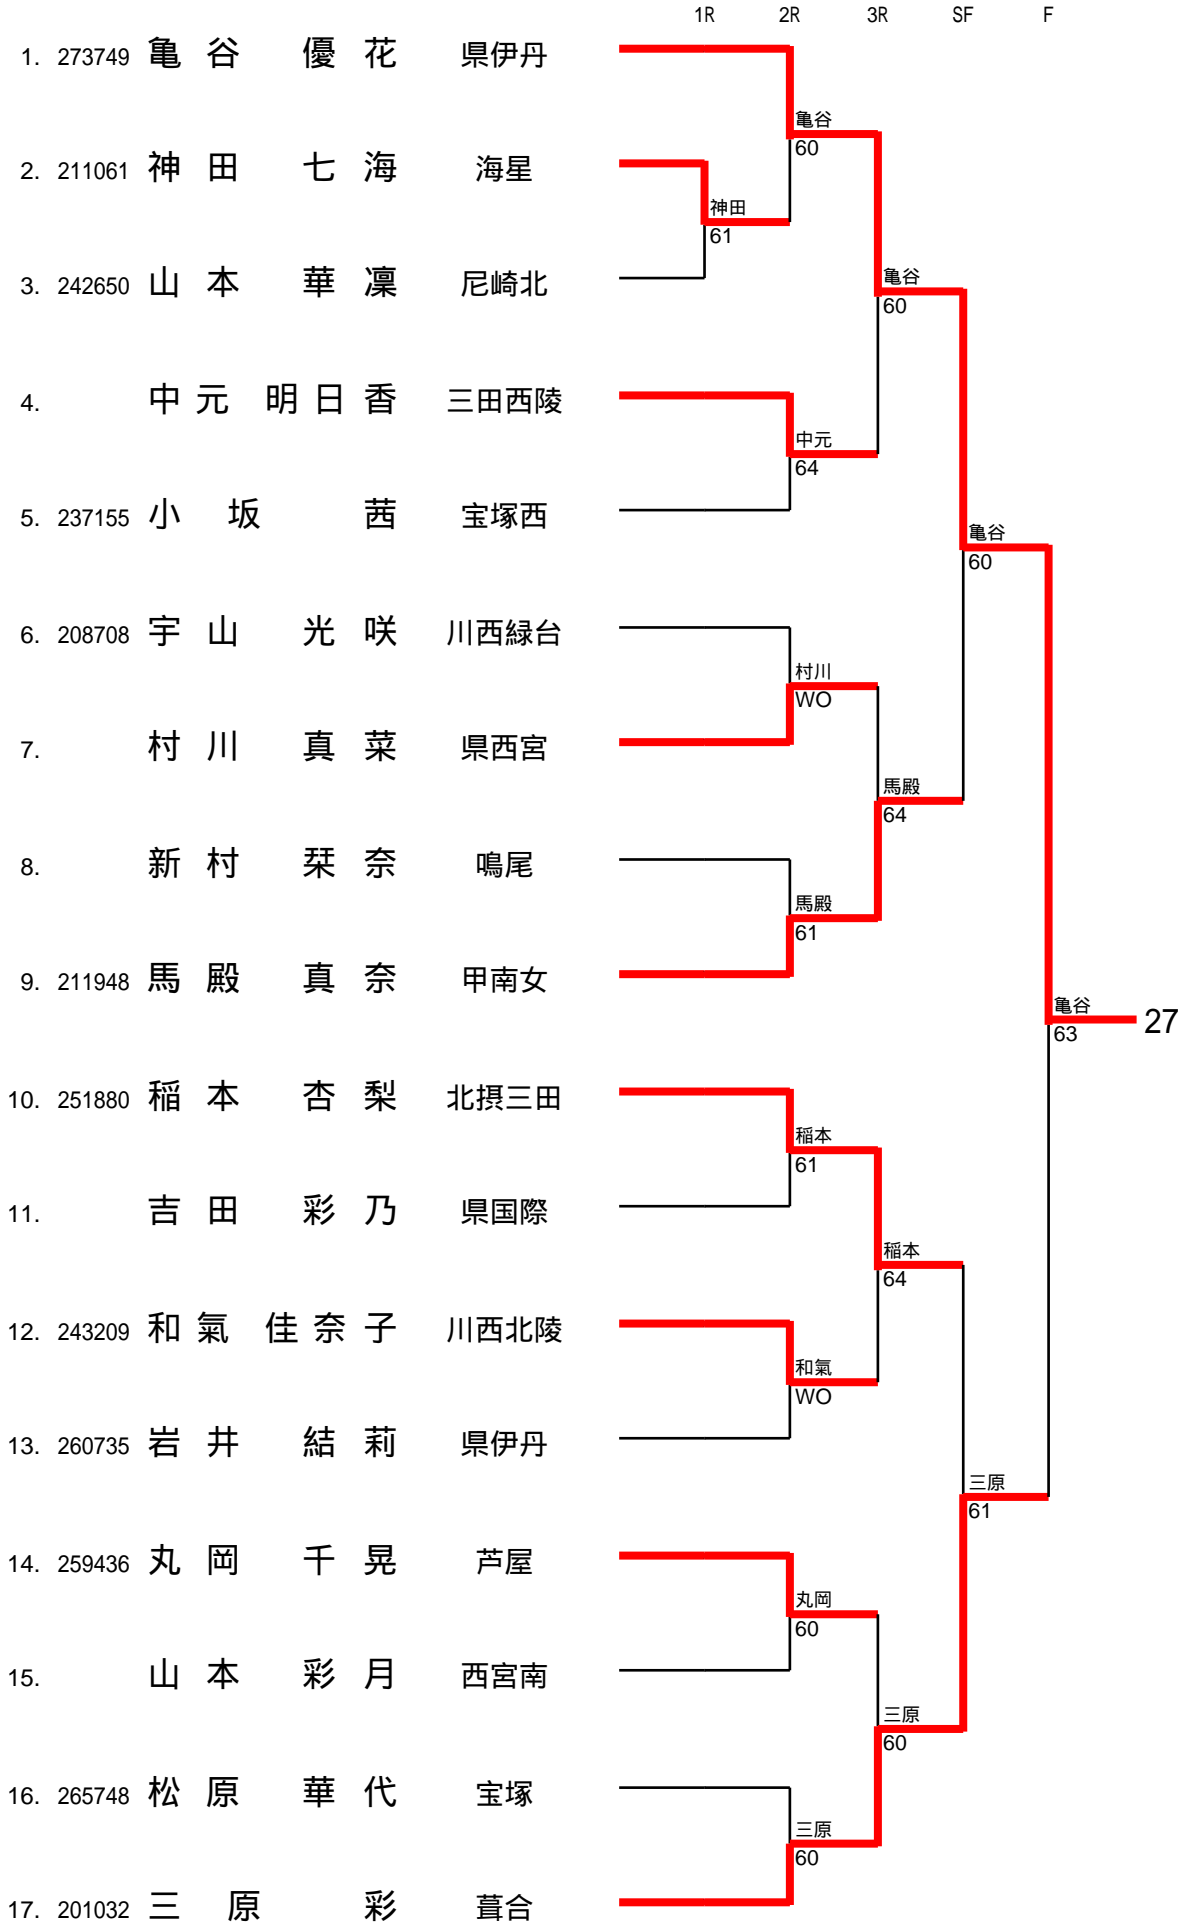 1R 2R 3R SF F
1. 273749 亀谷 優花 県伊丹
亀谷
60
2. 211061 神田 七海 海星
神田
61
3. 242650 山本 華凜 尼崎北
亀谷
60
4. 中元 明日香 三田西陵
中元
64
5. 237155 小坂 茜 宝塚西
亀谷
60
6. 208708 宇山 光咲 川西緑台
村川
WO
7. 村川 真菜 県西宮
馬殿
64
8. 新村 栞奈 鳴尾
馬殿
61
9. 211948 馬殿 真奈 甲南女
亀谷
63
27
10. 251880 稲本 杏梨 北摂三田
稲本
61
11. 吉田 彩乃 県国際
稲本
64
12. 243209 和氣 佳奈子 川西北陵
和氣
WO
13. 260735 岩井 結莉 県伊丹
三原
61
14. 259436 丸岡 千晃 芦屋
丸岡
60
15. 山本 彩月 西宮南
三原
60
16. 265748 松原 華代 宝塚
三原
60
17. 201032 三原 彩 葺合